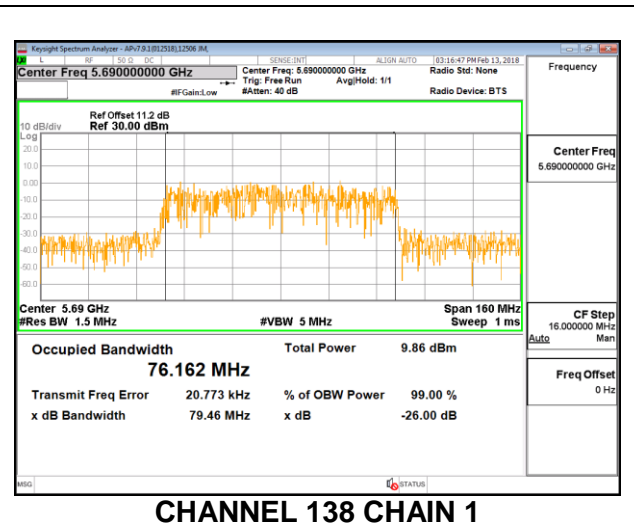 Keysight Spectrum Analyzer - APv7.9.1(012518),12506 JM,
L RF 50 Ω DC SENSE:INT ALIGN AUTO 03:16:47 PM Feb 13, 2018
Center Freq 5.690000000 GHz
Center Freq: 5.690000000 GHz
Radio Std: None
Trig: Free Run Avg|Hold: 1/1
#IFGain:Low #Atten: 40 dB Radio Device: BTS
Frequency
Ref Offset 11.2 dB
10 dB/div Ref 30.00 dBm
Log
20.0
10.0
0.00
-10.0
-20.0
-30.0
-40.0
-50.0
-60.0
Center 5.69 GHz Span 160 MHz
#Res BW 1.5 MHz #VBW 5 MHz Sweep 1 ms
Center Freq
5.690000000 GHz
CF Step
16.000000 MHz
Auto Man
Freq Offset
0 Hz
Occupied Bandwidth Total Power 9.86 dBm
76.162 MHz
Transmit Freq Error 20.773 kHz % of OBW Power 99.00 %
x dB Bandwidth 79.46 MHz x dB -26.00 dB
MSG STATUS
CHANNEL 138 CHAIN 1